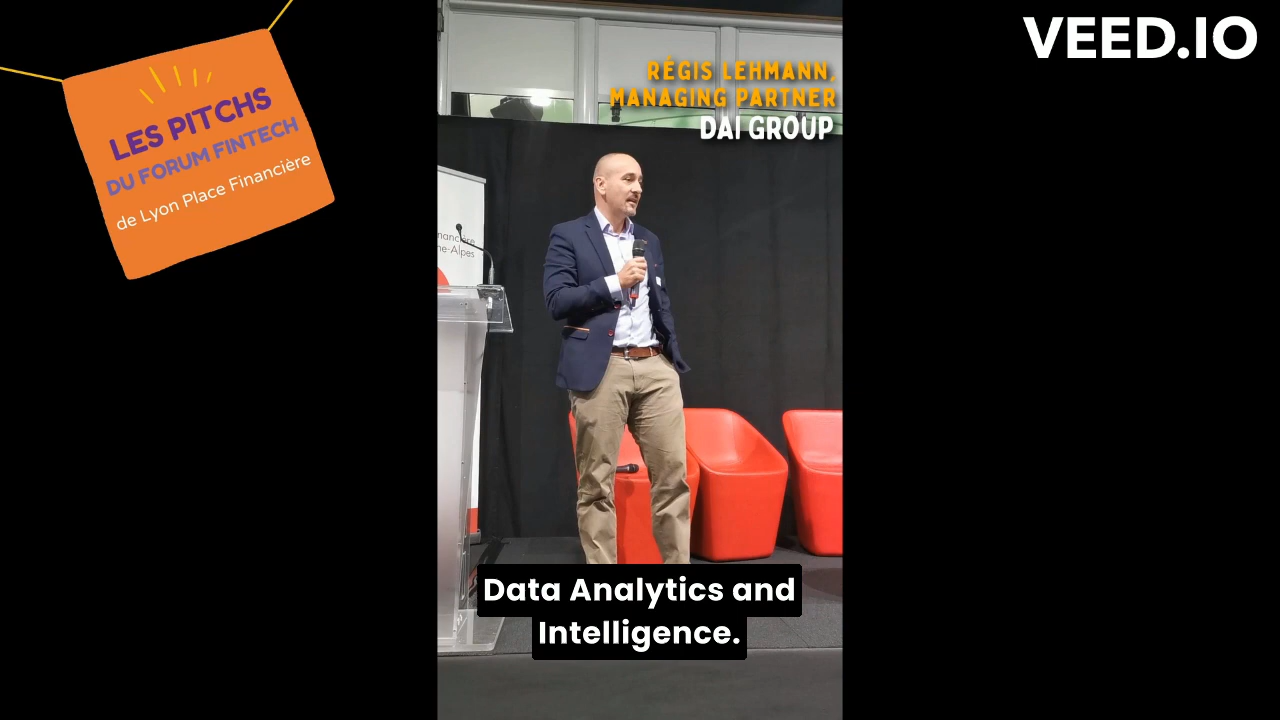 LES PITCHS
DU FORUM FINTECH
de Lyon Place Financière
VEED.IO
RÉGIS LEHMANN,
MANAGING PARTNER
DAI GROUP
Data Analytics and
Intelligence.